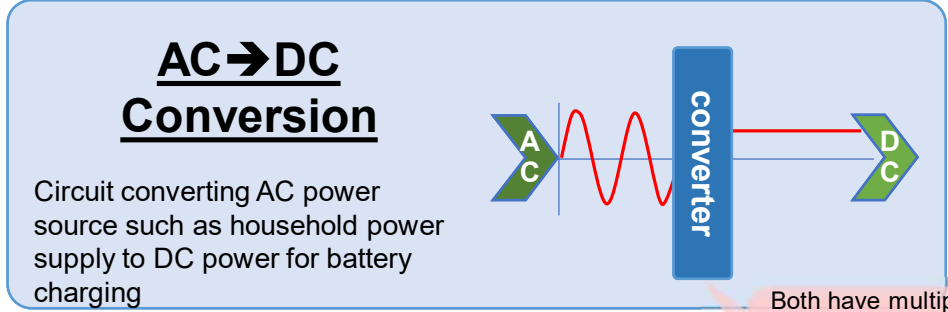 AC➔DC
Conversion
Circuit converting AC power
source such as household power
supply to DC power for battery
charging
A
C
converter
D
C
Both have multip